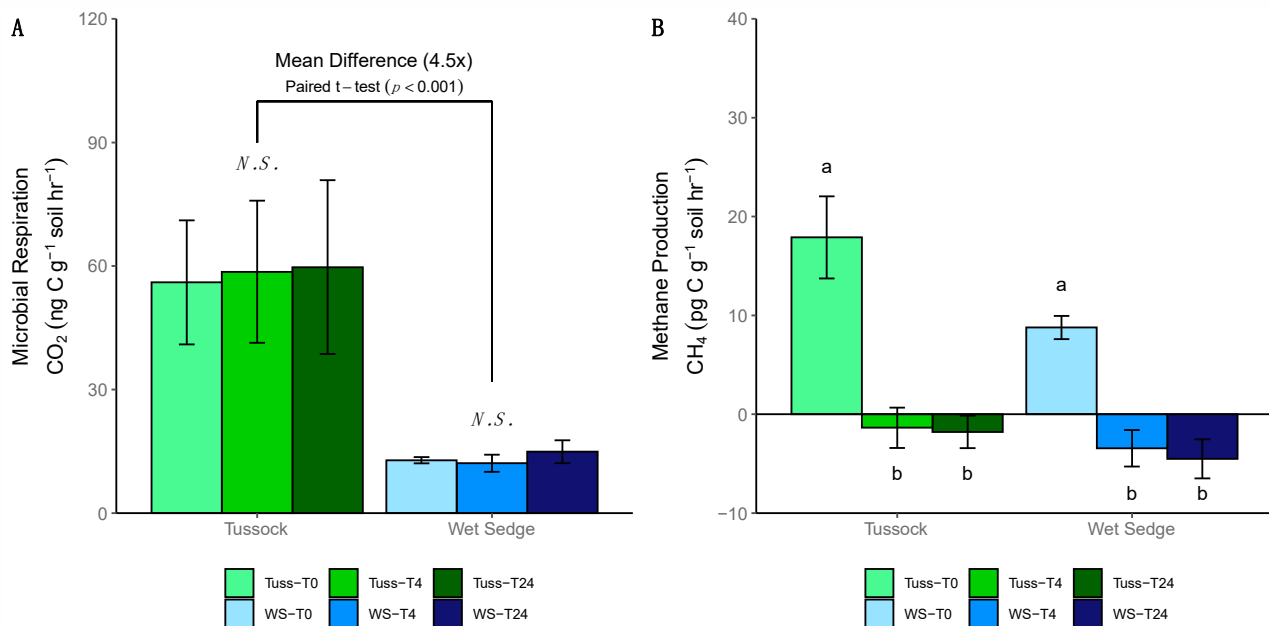 A
Mean Difference (4.5x)
Paired t−test (p < 0.001)
N.S.
N.S.
Microbial Respiration
CO₂ (ng C g⁻¹ soil hr⁻¹)
120
90
60
30
0
Tussock
Wet Sedge
Tuss−T0
Tuss−T4
Tuss−T24
WS−T0
WS−T4
WS−T24
B
Methane Production
CH₄ (pg C g⁻¹ soil hr⁻¹)
40
30
20
10
0
−10
a
b
b
a
b
b
Tussock
Wet Sedge
Tuss−T0
Tuss−T4
Tuss−T24
WS−T0
WS−T4
WS−T24